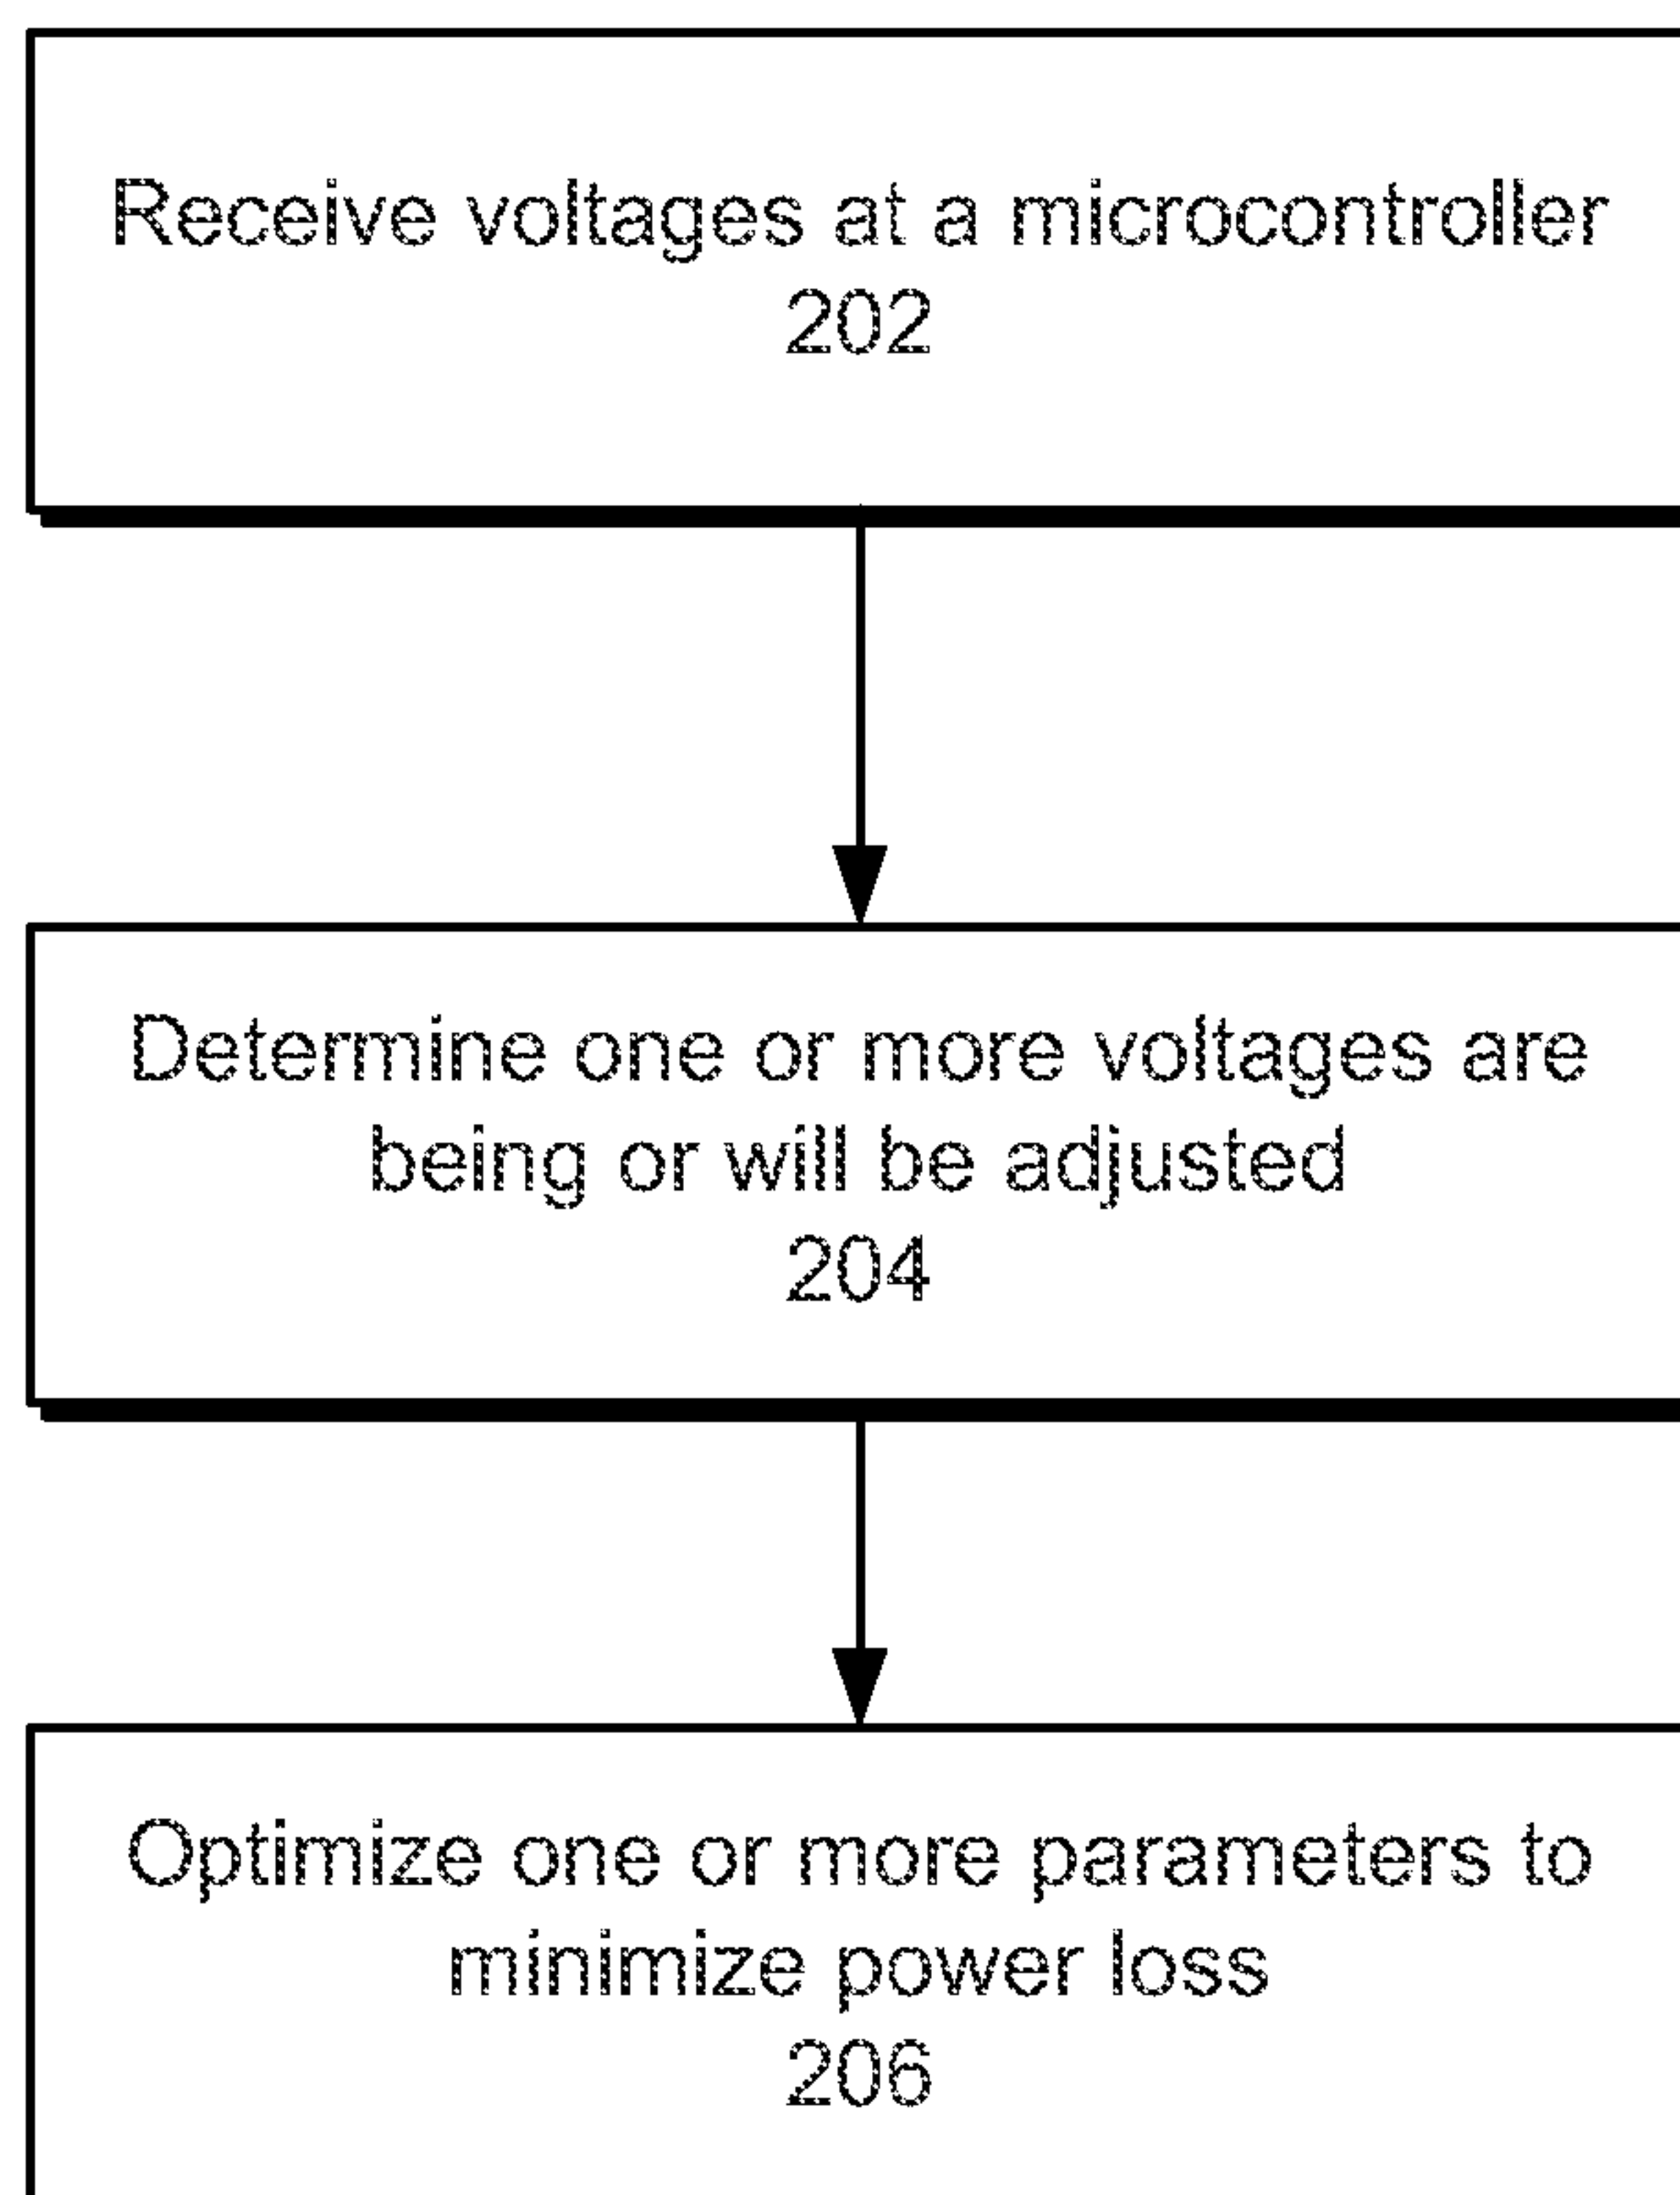 Receive voltages at a microcontroller
202
Determine one or more voltages are
being or will be adjusted
204
Optimize one or more parameters to
minimize power loss
206